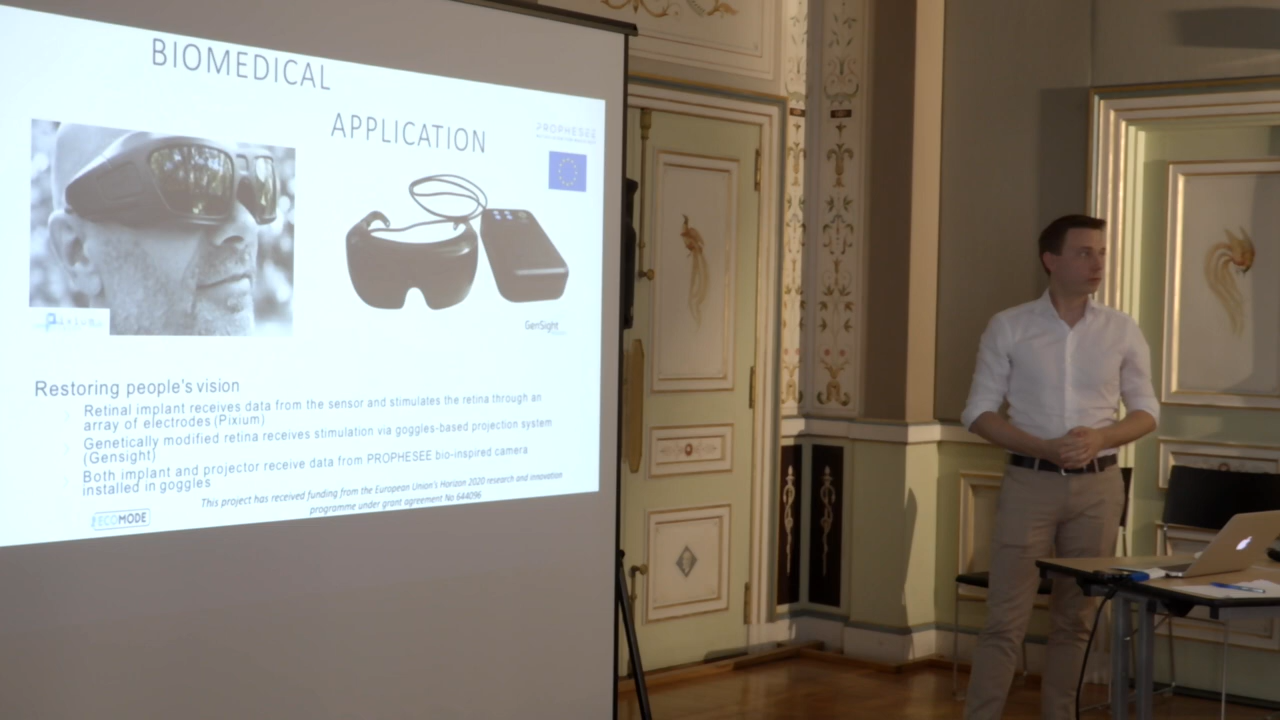 BIOMEDICAL
APPLICATION
PROPHESEE
GenSight
Restoring people's vision
Retinal implant receives data from the sensor and stimulates the retina through an
array of electrodes (Pixium)
Genetically modified retina receives stimulation via goggles-based projection system
(Gensight)
Both implant and projector receive data from PROPHESEE bio-inspired camera
installed in goggles
This project has received funding from the European Union's Horizon 2020 research and innovation
programme under grant agreement No 644096
ECOMODE